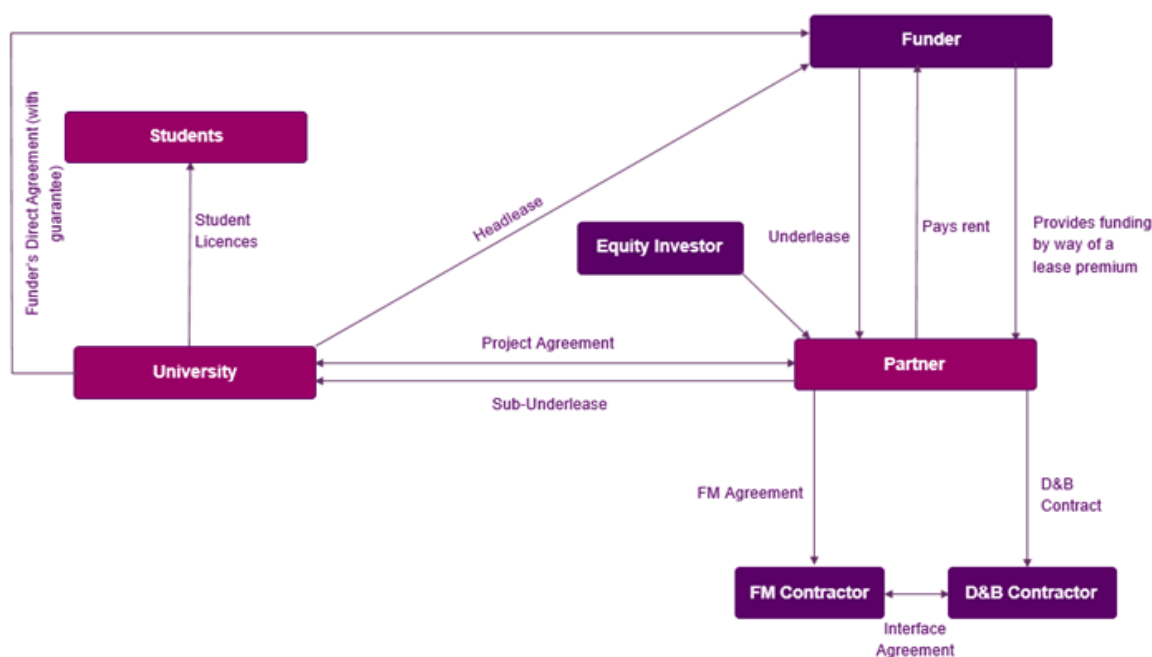 Funder
Funder's Direct Agreement (with
guarantee)
Students
Student
Licences
Headlease
Equity Investor
Underlease
Pays rent
Provides funding
by way of a
lease premium
University
Project Agreement
Sub-Underlease
Partner
FM Agreement
D&B
Contract
FM Contractor
D&B Contractor
Interface
Agreement